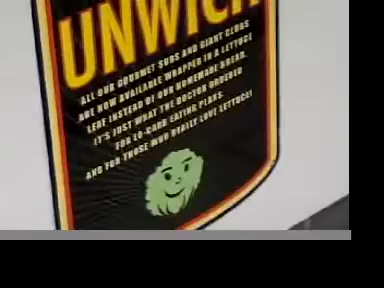 UNWICH
ALL OUR GOURMET SUBS AND GIANT CLUBS
ARE NOW AVAILABLE WRAPPED IN A LETTUCE
LEAF INSTEAD OF OUR HOMEMADE BREAD.
IT'S JUST WHAT THE DOCTOR ORDERED
FOR LO-CARB EATING PLANS.
AND FOR THOSE WHO REALLY LOVE LETTUCE!